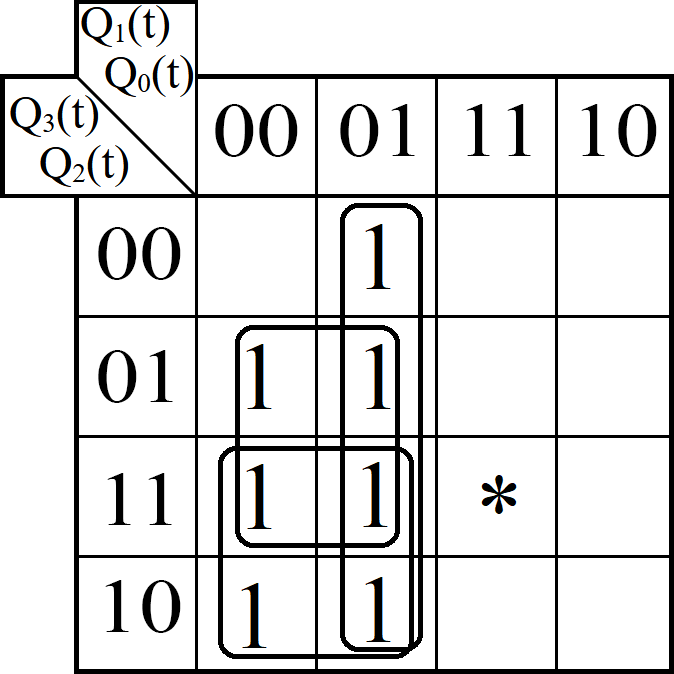 Q₁(t)
Q₀(t)
Q₃(t)
Q₂(t)
00 01 11 10
00 1
01 1 1
11 1 1 *
10 1 1